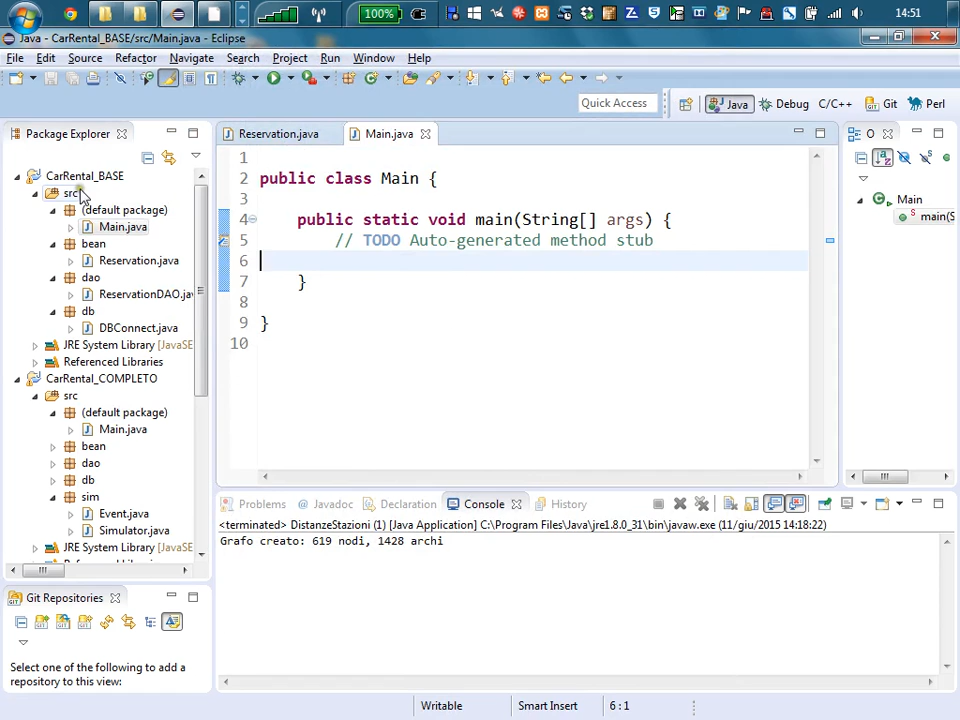 100%
14:51
Java - CarRental_BASE/src/Main.java - Eclipse
File Edit Source Refactor Navigate Search Project Run Window Help
Quick Access
Java Debug C/C++ Git Perl
Package Explorer
CarRental_BASE
src
(default package)
Main.java
bean
Reservation.java
dao
ReservationDAO.jav
db
DBConnect.java
JRE System Library [JavaSE
Referenced Libraries
CarRental_COMPLETO
src
(default package)
Main.java
bean
dao
db
sim
Event.java
Simulator.java
JRE System Library [JavaSE
Git Repositories
Select one of the following to add a
repository to this view:
Reservation.java Main.java
1
2 public class Main {
3
4 public static void main(String[] args) {
5 // TODO Auto-generated method stub
6
7 }
8
9 }
10
O
Main
main(S
Problems Javadoc Declaration Console History
<terminated> DistanzeStazioni (1) [Java Application] C:\Program Files\Java\jre1.8.0_31\bin\javaw.exe (11/giu/2015 14:18:22)
Grafo creato: 619 nodi, 1428 archi
Writable Smart Insert 6 : 1